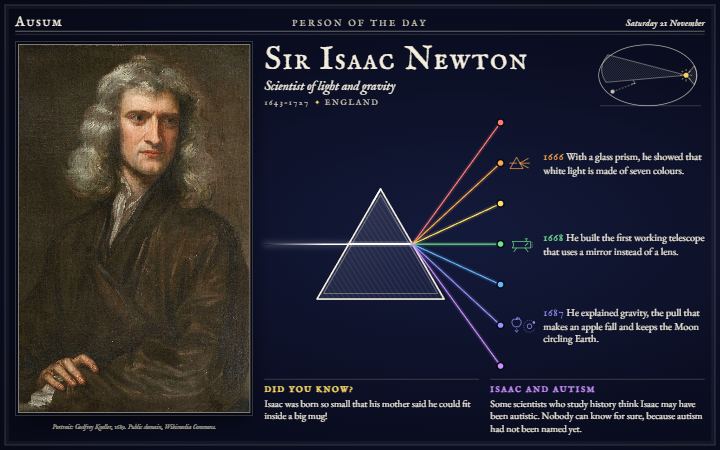 Ausum
PERSON OF THE DAY
Saturday 21 November
Sir Isaac Newton
Scientist of light and gravity
1643–1727 ✦ ENGLAND
1666 With a glass prism, he showed that
white light is made of seven colours.
1668 He built the first working telescope
that uses a mirror instead of a lens.
1687 He explained gravity, the pull that
makes an apple fall and keeps the Moon
circling Earth.
DID YOU KNOW?
Isaac was born so small that his mother said he could fit
inside a big mug!
ISAAC AND AUTISM
Some scientists who study history think Isaac may have
been autistic. Nobody can know for sure, because autism
had not been named yet.
Portrait: Godfrey Kneller, 1689. Public domain, Wikimedia Commons.